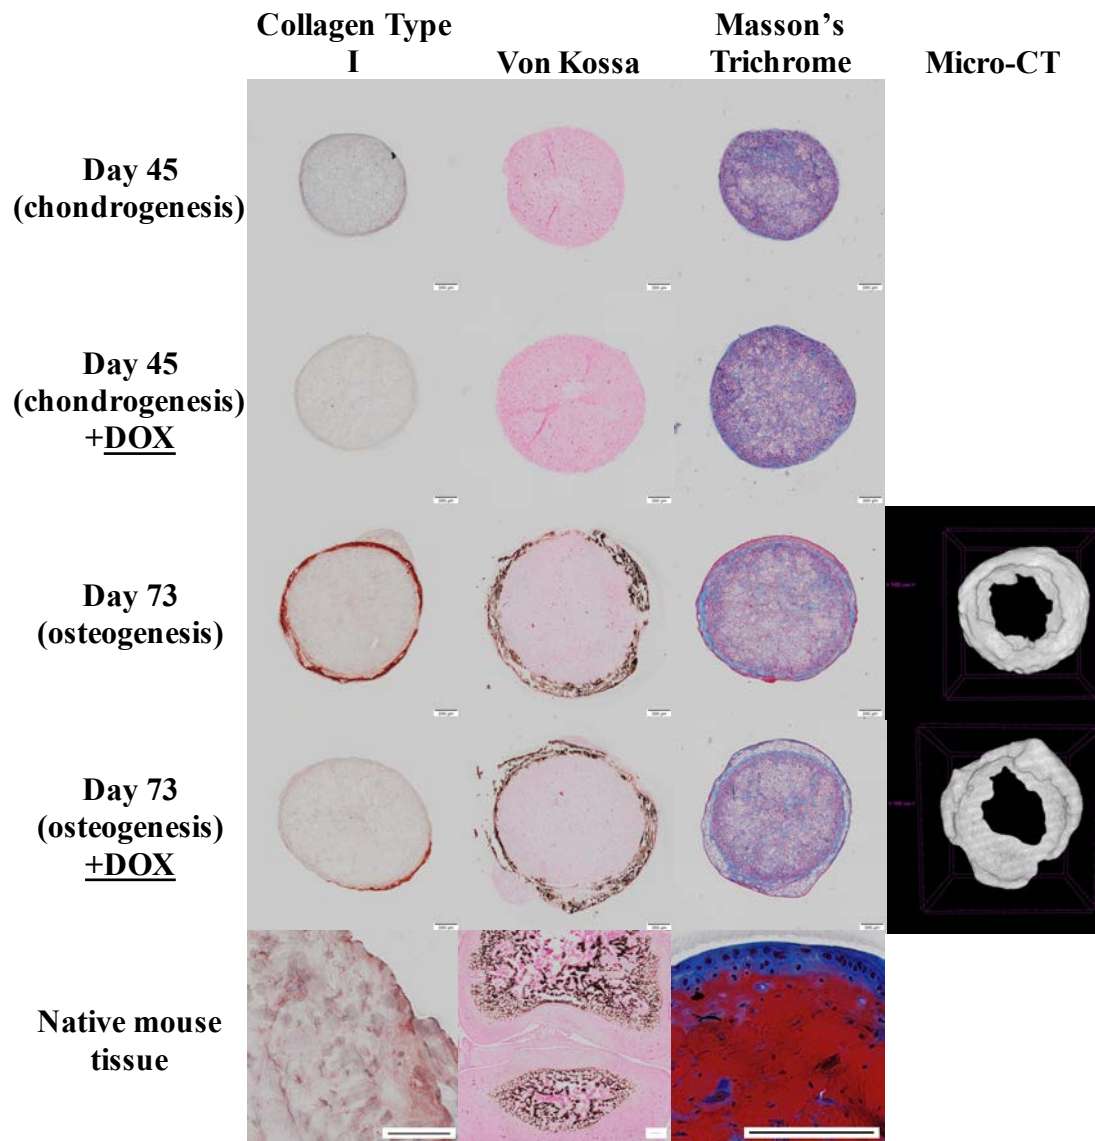 Collagen Type
I
Von Kossa
Masson’s
Trichrome
Micro-CT
Day 45
(chondrogenesis)
Day 45
(chondrogenesis)
+DOX
Day 73
(osteogenesis)
Day 73
(osteogenesis)
+DOX
Native mouse
tissue